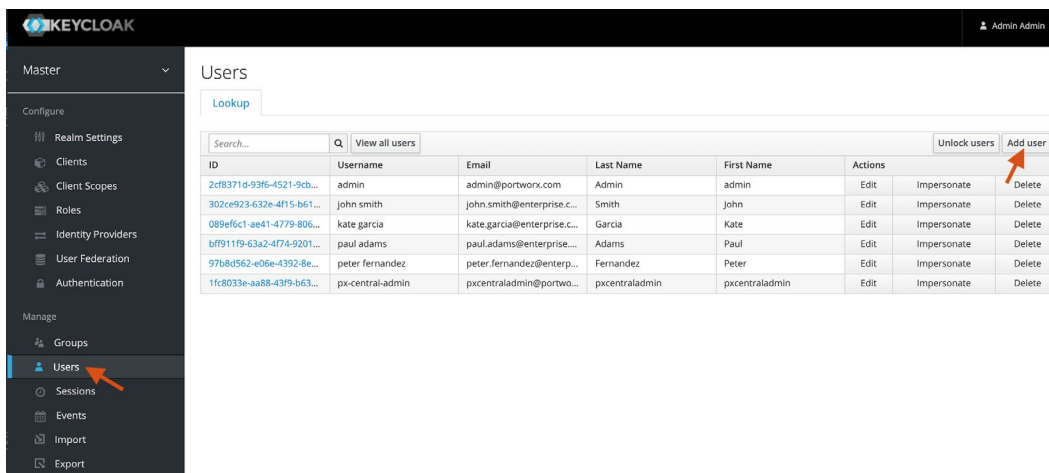 KEYCLOAK
Admin Admin
Master
Configure
Realm Settings
Clients
Client Scopes
Roles
Identity Providers
User Federation
Authentication
Manage
Groups
Users
Sessions
Events
Import
Export
Users
Lookup
Search... View all users Unlock users Add user
ID Username Email Last Name First Name Actions
2cf8371d-93f6-4521-9cb... admin admin@portworx.com Admin admin Edit Impersonate Delete
302ce923-632e-4f15-b61... john smith john.smith@enterprise.c... Smith John Edit Impersonate Delete
089ef6c1-ae41-4779-806... kate garcia kate.garcia@enterprise.c... Garcia Kate Edit Impersonate Delete
bff911f9-63a2-4f74-9201... paul adams paul.adams@enterprise.... Adams Paul Edit Impersonate Delete
97b8d562-e06e-4392-8e... peter fernandez peter.fernandez@enterp... Fernandez Peter Edit Impersonate Delete
1fc8033e-aa88-43f9-b63... px-central-admin pxcentraladmin@portwo... pxcentraladmin pxcentraladmin Edit Impersonate Delete